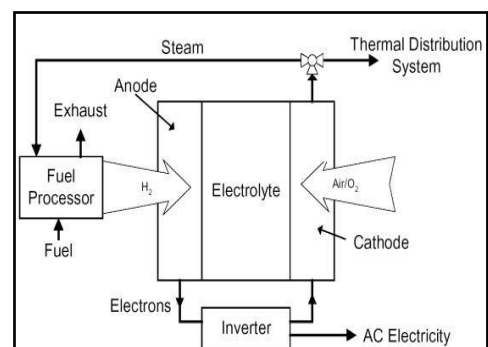 Steam
Thermal Distribution
System
Anode
Exhaust
Fuel
Processor
H₂
Electrolyte
Air/O₂
Fuel
Cathode
Electrons
Inverter
AC Electricity